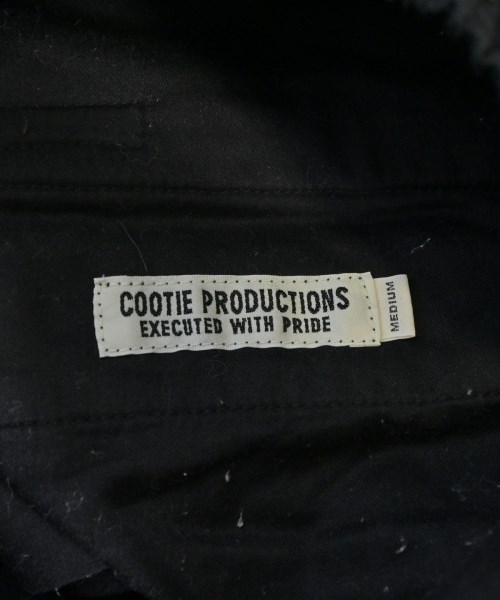 COOTIE PRODUCTIONS
EXECUTED WITH PRIDE
MEDIUM